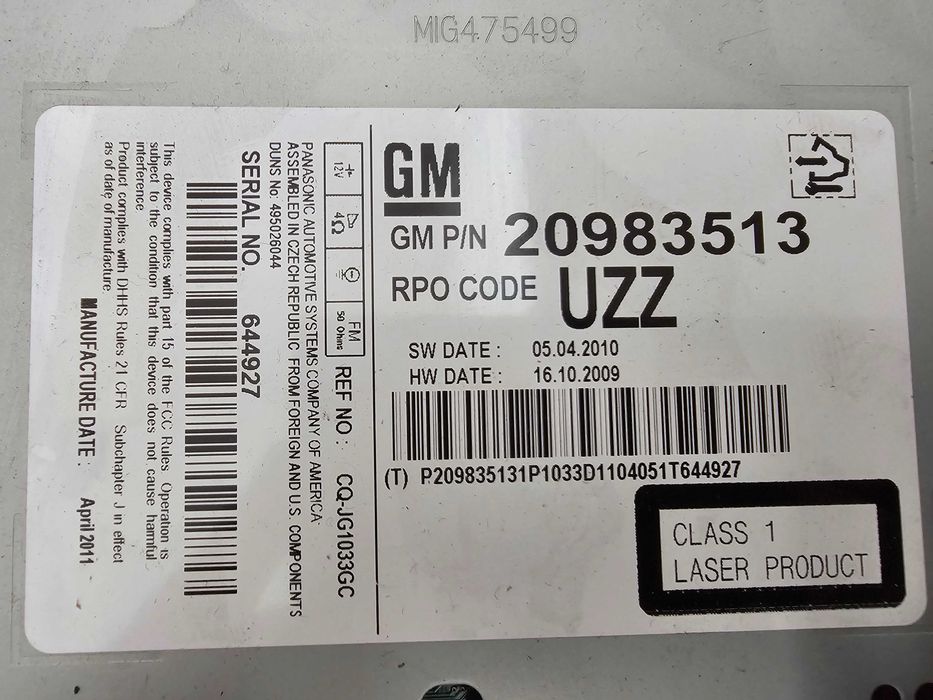 MIG475499
GM
GM P/N 20983513
RPO CODE UZZ
SW DATE : 05.04.2010
HW DATE : 16.10.2009
(T) P209835131P1033D1104051T644927
CLASS 1
LASER PRODUCT
12V
4Ω
FM
50 Ohms
REF NO : CQ-JG1033GC
PANASONIC AUTOMOTIVE SYSTEMS COMPANY OF AMERICA
ASSEMBLED IN CZECH REPUBLIC FROM FOREIGN AND U.S. COMPONENTS
DUNS No: 495026044
SERIAL NO. 644927
This device complies with part 15 of the FCC Rules Operation is
subject to the condition that this device does not cause harmful
interference
Product complies with DHHS Rules 21 CFR Subchapter J in effect
as of date of manufacture.
MANUFACTURE DATE : April 2011